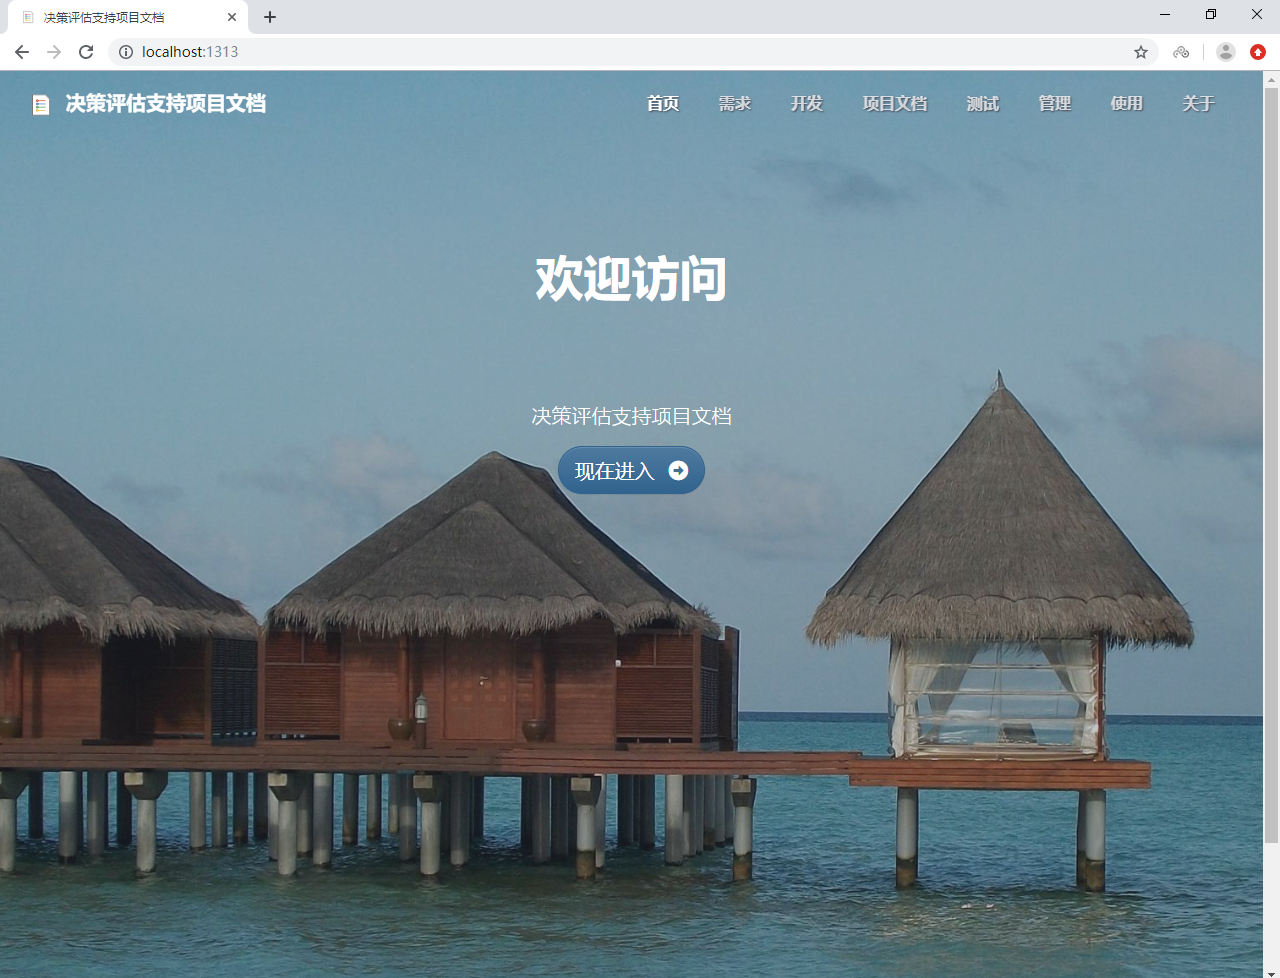 决策评估支持项目文档
localhost:1313
决策评估支持项目文档
首页 需求 开发 项目文档 测试 管理 使用 关于
欢迎访问
决策评估支持项目文档
现在进入